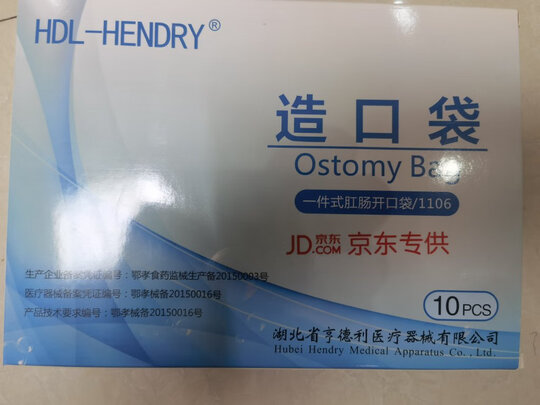 HDL-HENDRY®
造口袋
Ostomy Bag
一件式肛肠开口袋/1106
JD.COM 京东 京东专供
生产企业备案凭证编号：鄂孝食药监械生产备20150003号
医疗器械备案凭证编号：鄂孝械备20150016号
产品技术要求编号：鄂孝械备20150016号
10PCS
湖北省亨德利医疗器械有限公司
Hubei Hendry Medical Apparatus Co., Ltd.